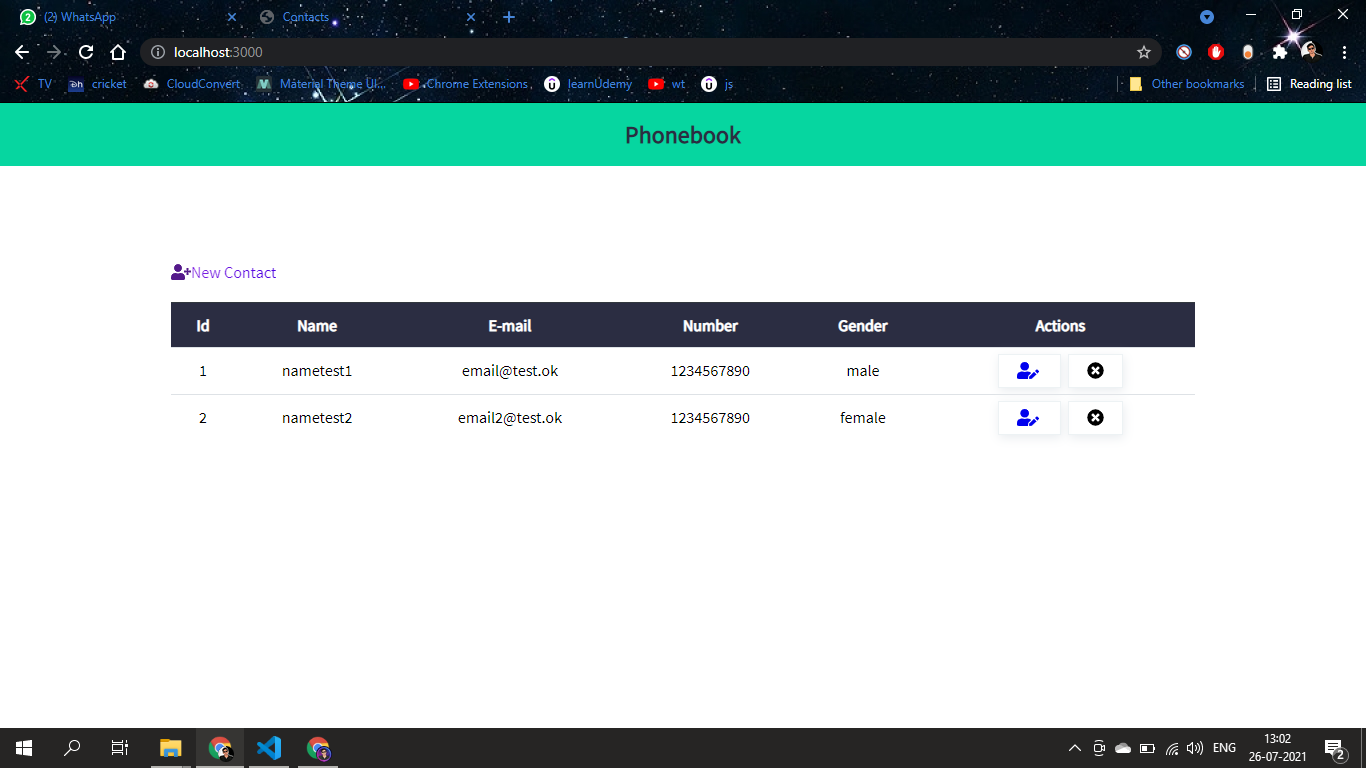 2 (2) WhatsApp Contacts
localhost:3000
TV cricket CloudConvert Material Theme UI... Chrome Extensions, learnUdemy wt js Other bookmarks Reading list
Phonebook
New Contact
Id Name E-mail Number Gender Actions
1 nametest1 email@test.ok 1234567890 male
2 nametest2 email2@test.ok 1234567890 female
ENG 13:02
26-07-2021 2